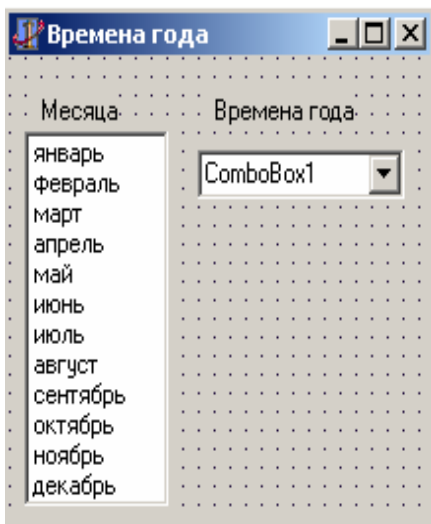 Времена года
Месяца
Времена года
январь
февраль
март
апрель
май
июнь
июль
август
сентябрь
октябрь
ноябрь
декабрь
ComboBox1